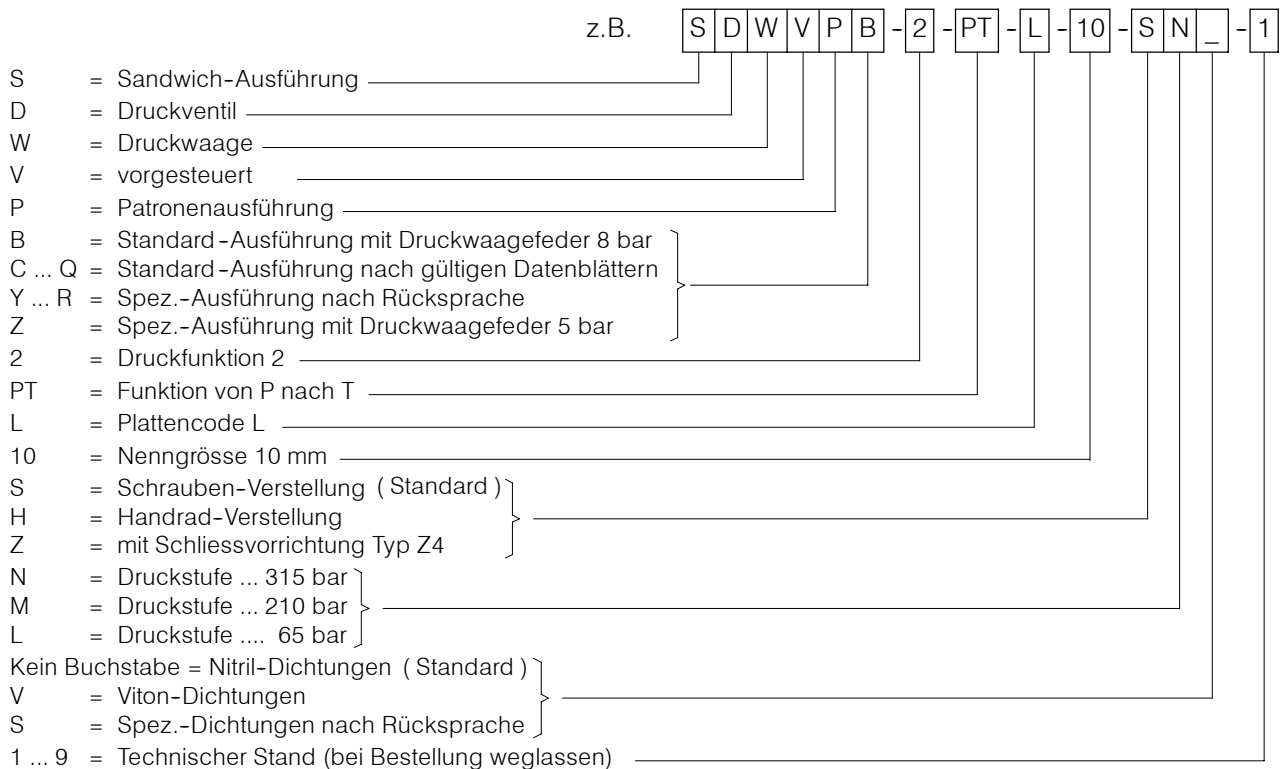 z.B. S D W V P B - 2 - PT - L - 10 - S N _ - 1
S = Sandwich-Ausführung
D = Druckventil
W = Druckwaage
V = vorgesteuert
P = Patronenausführung
B = Standard-Ausführung mit Druckwaagefeder 8 bar
C ... Q = Standard-Ausführung nach gültigen Datenblättern
Y ... R = Spez.-Ausführung nach Rücksprache
Z = Spez.-Ausführung mit Druckwaagefeder 5 bar
2 = Druckfunktion 2
PT = Funktion von P nach T
L = Plattencode L
10 = Nenngrösse 10 mm
S = Schrauben-Verstellung ( Standard )
H = Handrad-Verstellung
Z = mit Schliessvorrichtung Typ Z4
N = Druckstufe ... 315 bar
M = Druckstufe ... 210 bar
L = Druckstufe .... 65 bar
Kein Buchstabe = Nitril-Dichtungen ( Standard )
V = Viton-Dichtungen
S = Spez.-Dichtungen nach Rücksprache
1 ... 9 = Technischer Stand (bei Bestellung weglassen)